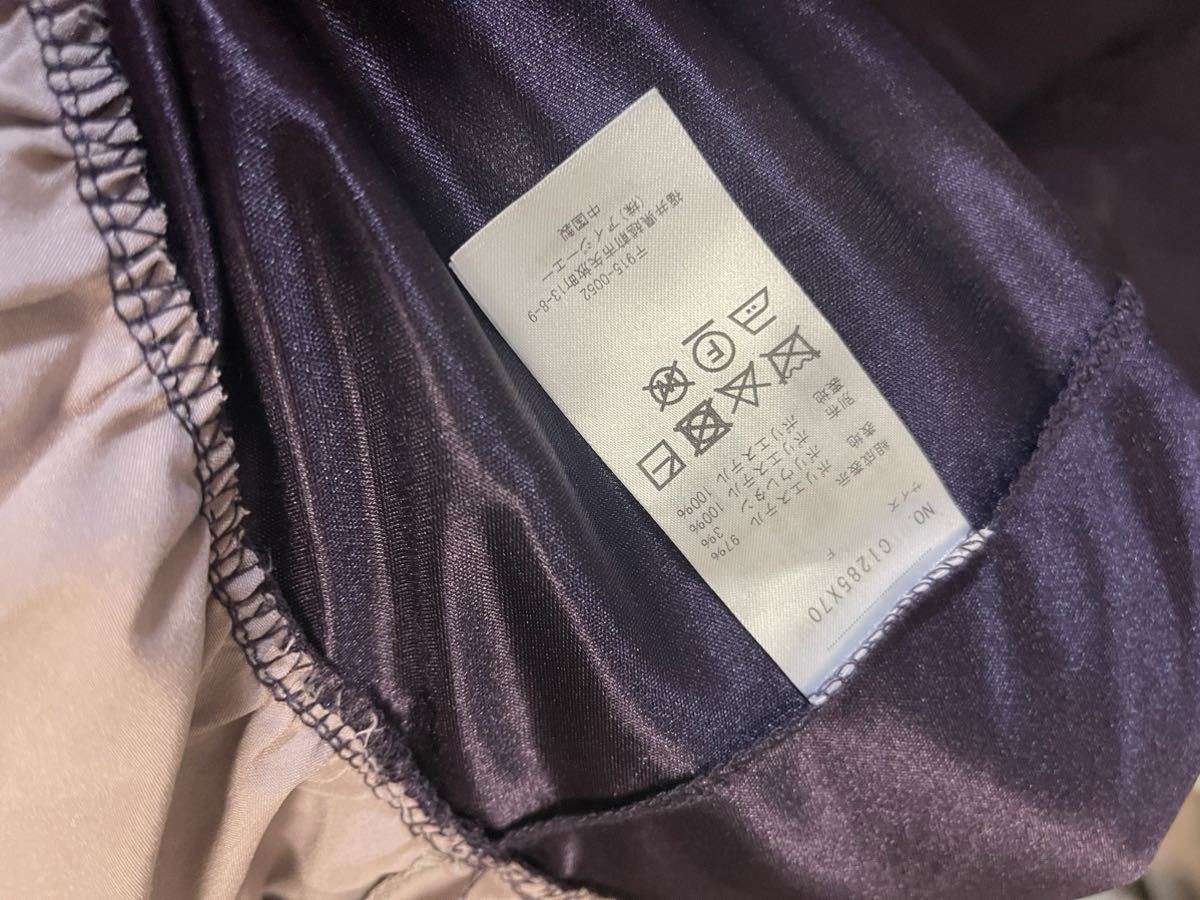 NO. C1285X70
サイズ F
組成表示
表地 ポリエステル 97%
ポリウレタン 3%
別布 ポリエステル 100%
裏地 ポリエステル 100%
F
W
〒915-0052
福井県越前市矢放町13-8-9
(株)アイシーエー
中国製